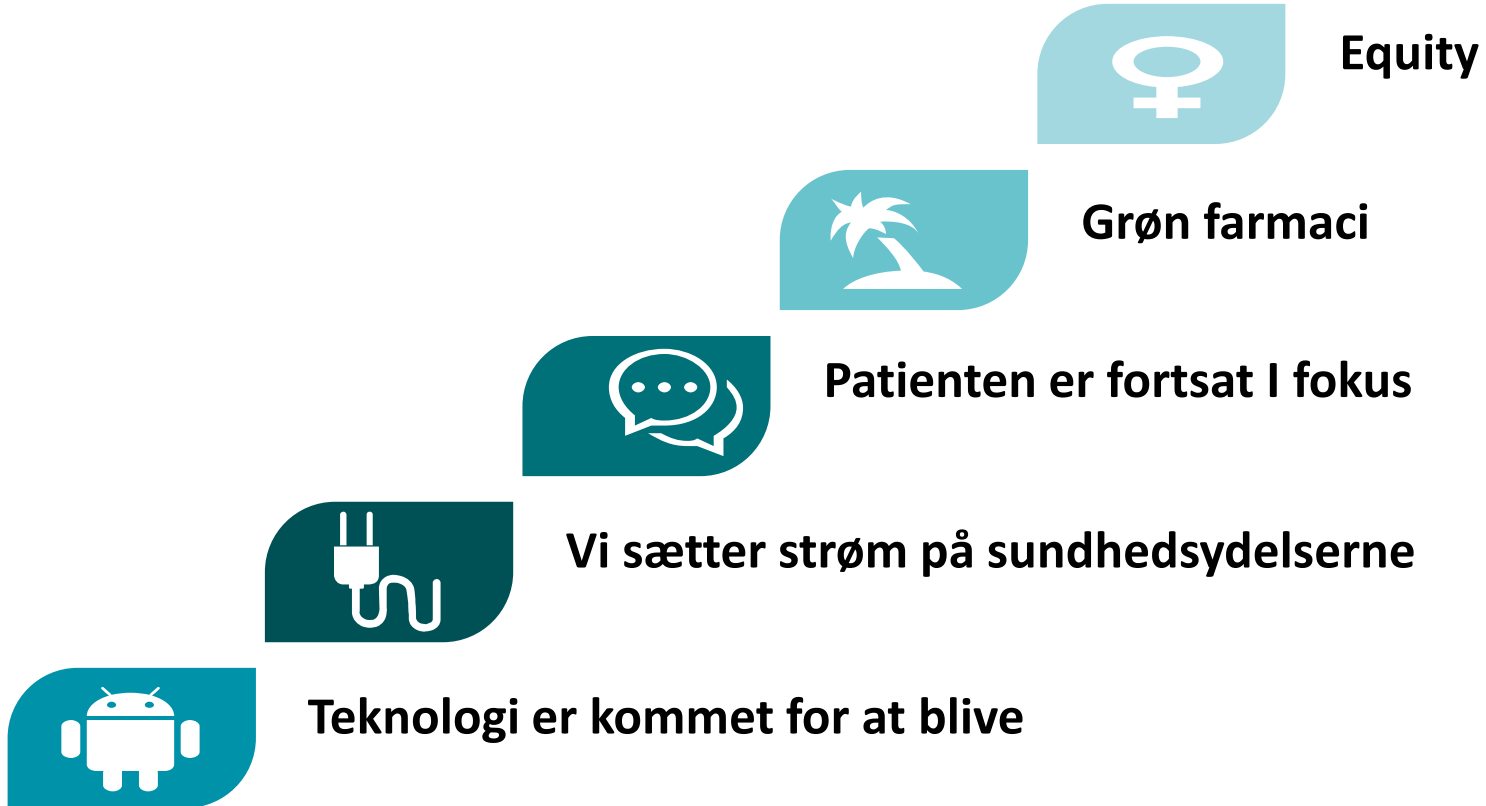 Equity
Grøn farmaci
Patienten er fortsat I fokus
Vi sætter strøm på sundhedsydelserne
Teknologi er kommet for at blive